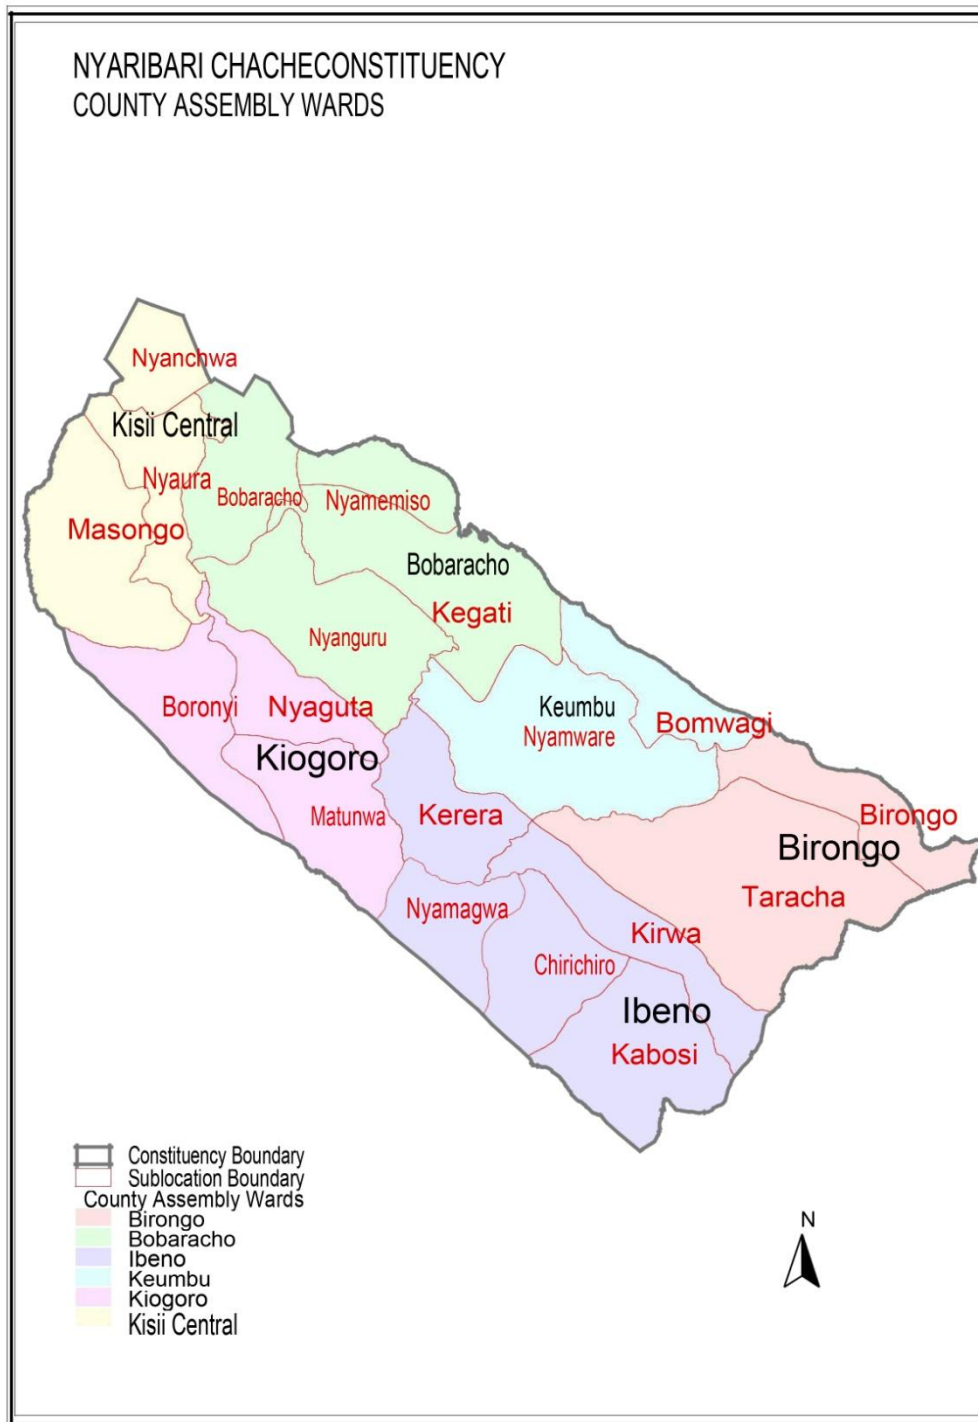 NYARIBARI CHACHECONSTITUENCY
COUNTY ASSEMBLY WARDS
Nyanchwa
Kisii Central
Nyaura
Bobaracho
Nyamemiso
Masongo
Bobaracho
Kegati
Nyanguru
Boronyi
Nyaguta
Keumbu
Nyamware
Bomwagi
Kiogoro
Matunwa
Kerera
Birongo
Birongo
Taracha
Nyamagwa
Kirwa
Chirichiro
Ibeno
Kabosi
Constituency Boundary
Sublocation Boundary
County Assembly Wards
Birongo
Bobaracho
Ibeno
Keumbu
Kiogoro
Kisii Central
N